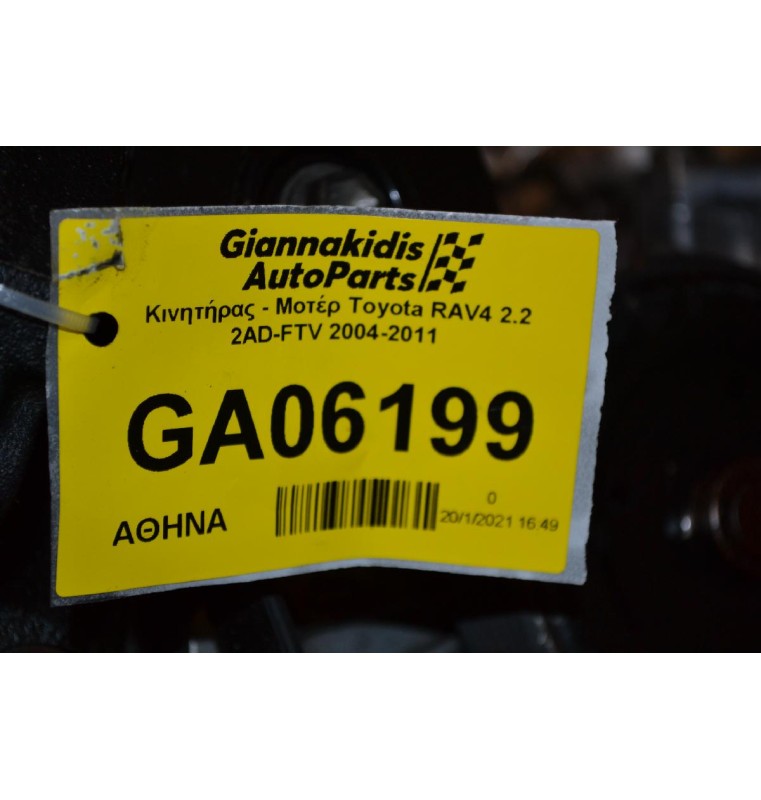 Giannakidis
AutoParts
Κινητήρας - Μοτέρ Toyota RAV4 2.2
2AD-FTV 2004-2011
GA06199
ΑΘΗΝΑ
0
20/1/2021 16:49